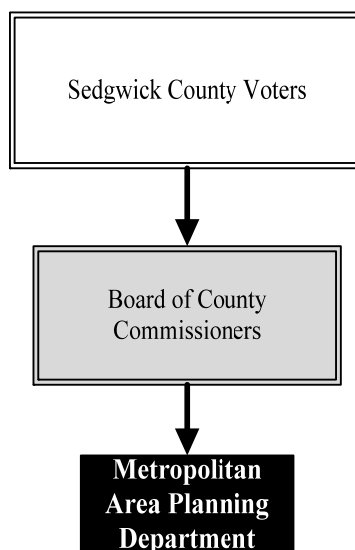 Sedgwick County Voters
Board of County
Commissioners
Metropolitan
Area Planning
Department